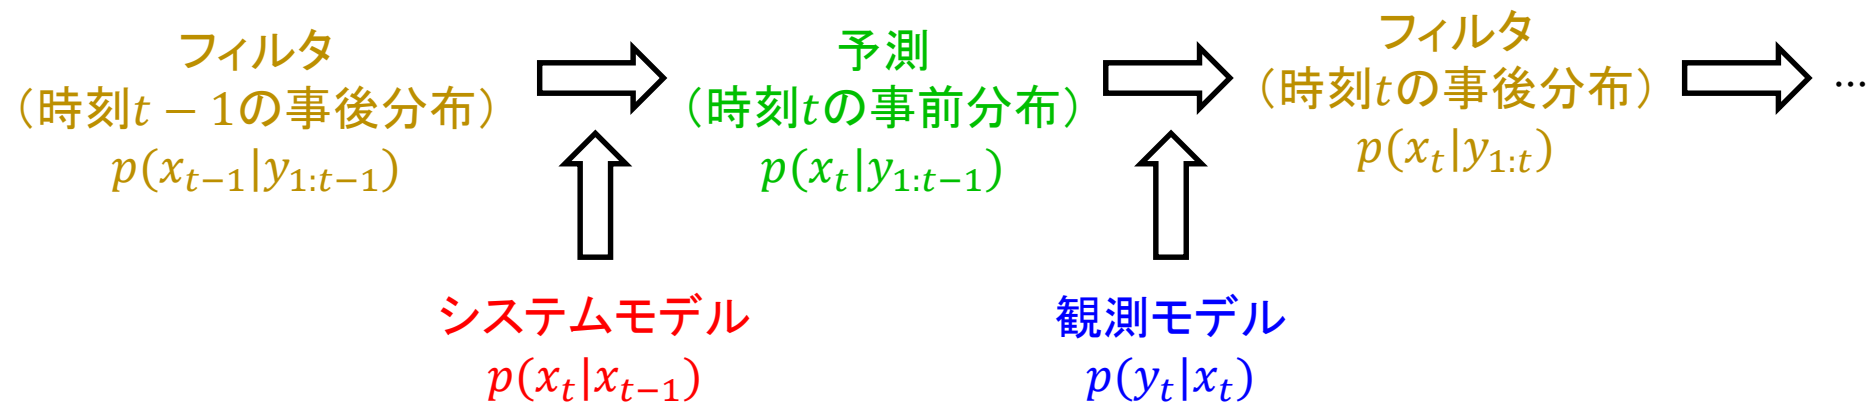 フィルタ
（時刻t − 1の事後分布）
p(x_{t−1}|y_{1:t−1})
予測
（時刻tの事前分布）
p(x_t|y_{1:t−1})
フィルタ
（時刻tの事後分布）
p(x_t|y_{1:t})
…
システムモデル
p(x_t|x_{t−1})
観測モデル
p(y_t|x_t)